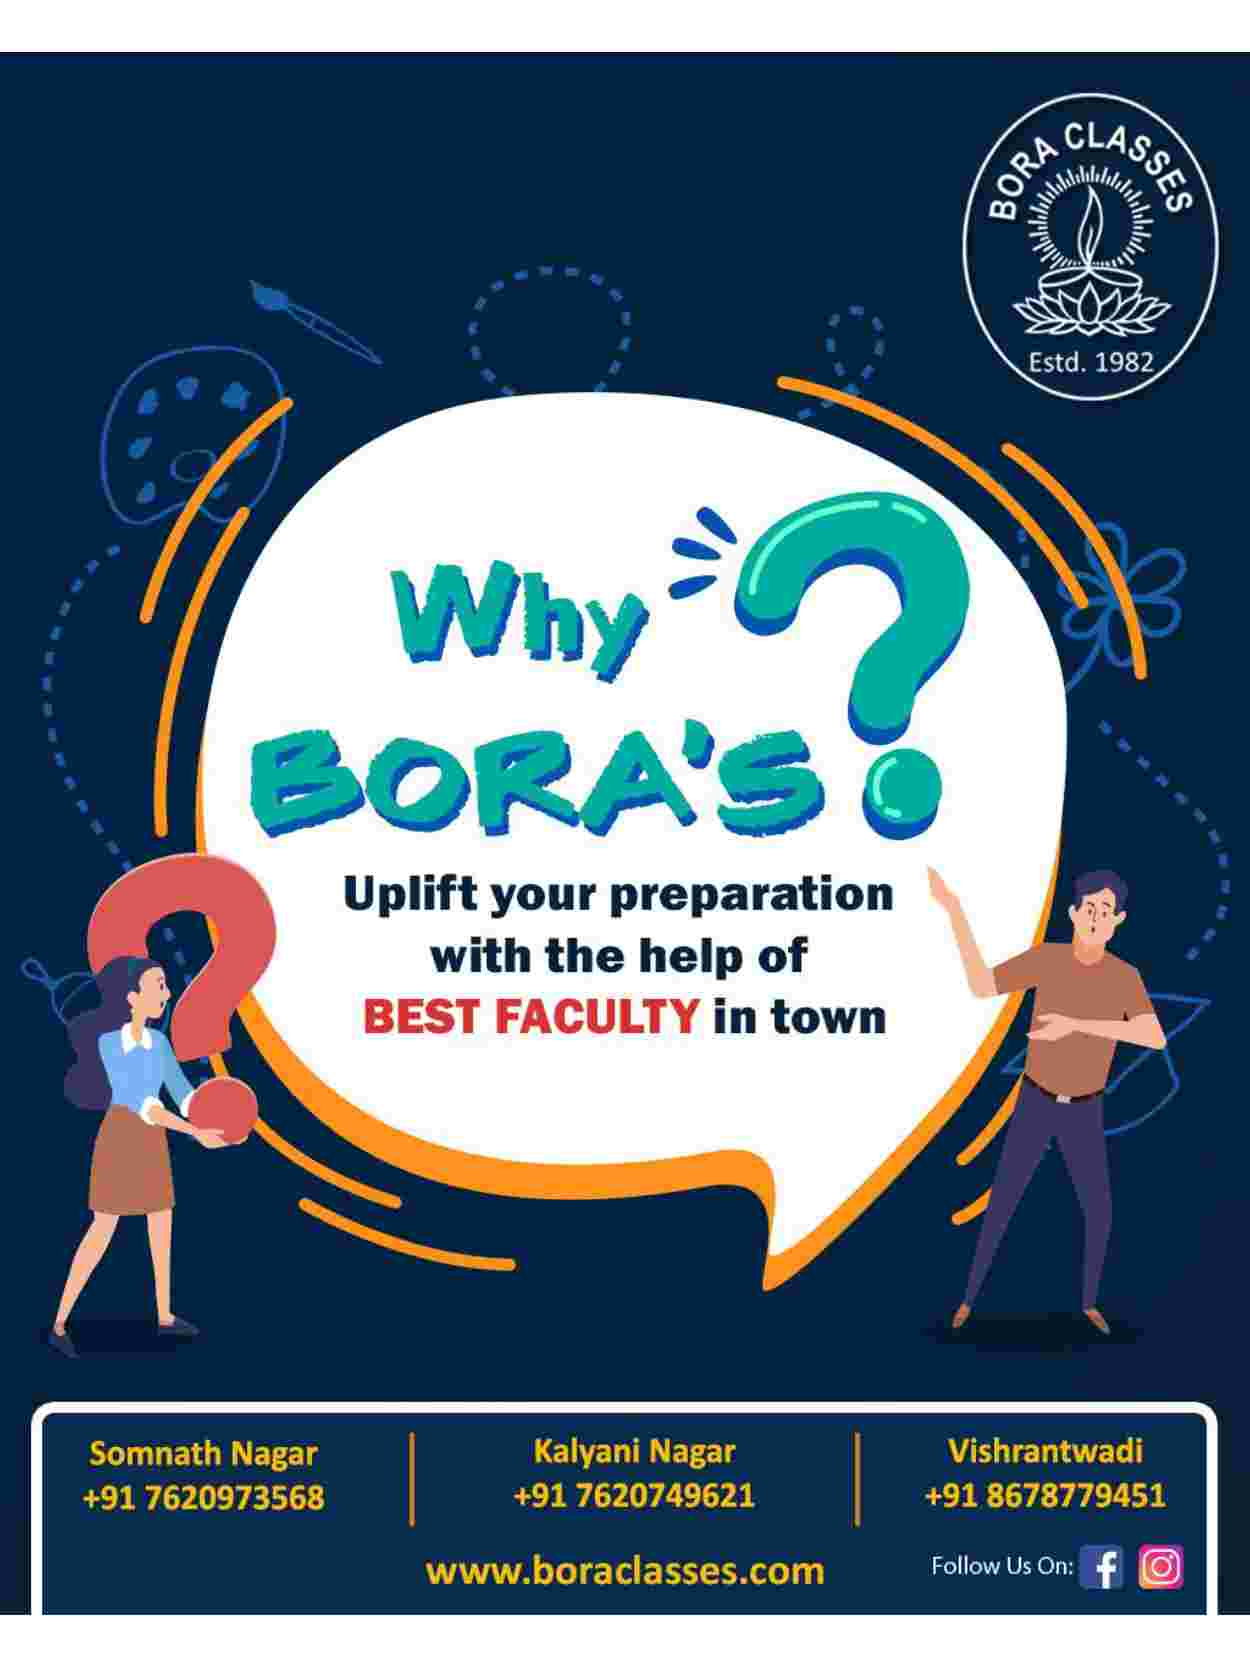 BORA CLASSES
Estd. 1982
Why
BORA'S?
Uplift your preparation
with the help of
BEST FACULTY in town
Somnath Nagar
+91 7620973568
Kalyani Nagar
+91 7620749621
Vishrantwadi
+91 8678779451
www.boraclasses.com
Follow Us On: